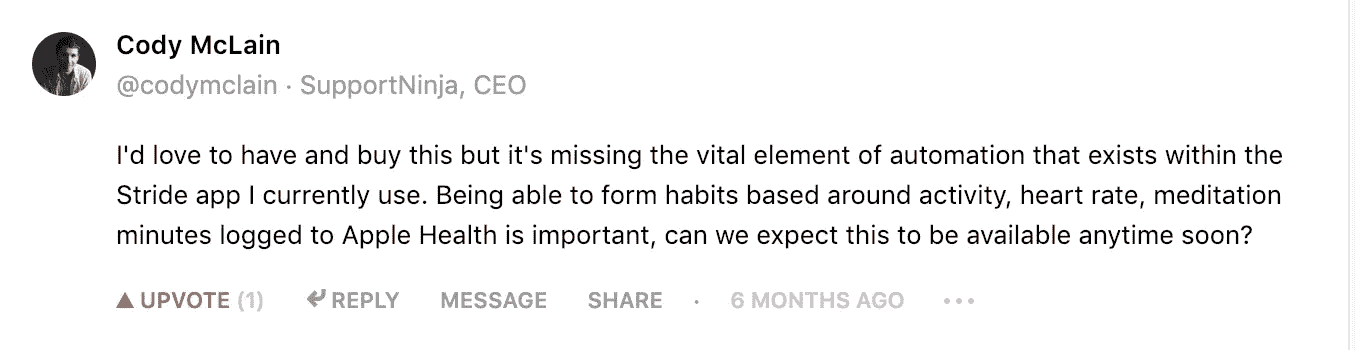 Cody McLain
@codymclain · SupportNinja, CEO
I'd love to have and buy this but it's missing the vital element of automation that exists within the
Stride app I currently use. Being able to form habits based around activity, heart rate, meditation
minutes logged to Apple Health is important, can we expect this to be available anytime soon?
UPVOTE (1) REPLY MESSAGE SHARE · 6 MONTHS AGO •••